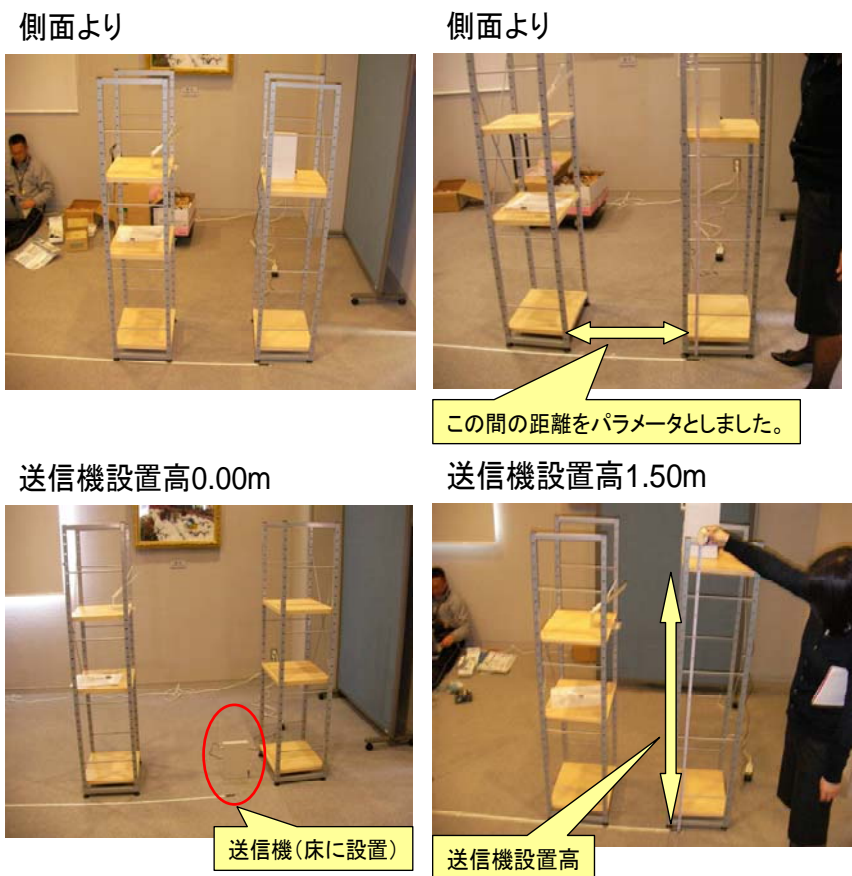 側面より
側面より
この間の距離をパラメータとしました。
送信機設置高0.00m
送信機設置高1.50m
送信機(床に設置)
送信機設置高